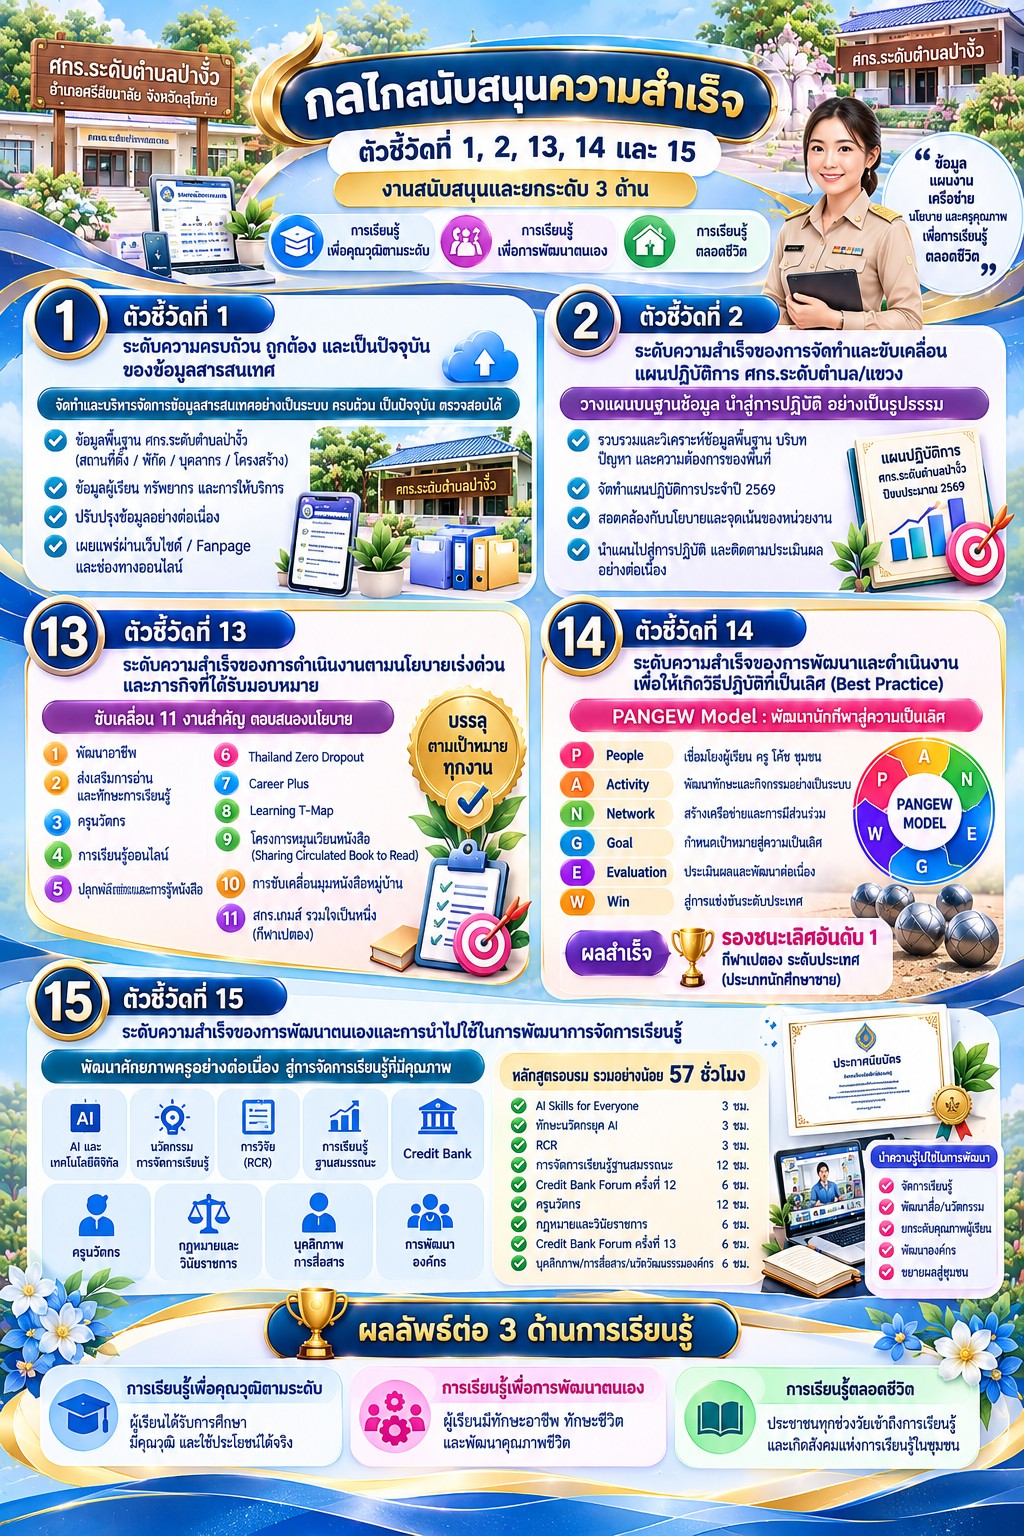 ศกร.ระดับตำบลป่างิ้ว
อำเภอศรีสัชนาลัย จังหวัดสุโขทัย
ศกร.ระดับตำบลป่างิ้ว
กลไกสนับสนุนความสำเร็จ
ตัวชี้วัดที่ 1, 2, 13, 14 และ 15
งานสนับสนุนและยกระดับ 3 ด้าน
การเรียนรู้
เพื่อคุณวุฒิตามระดับ
การเรียนรู้
เพื่อการพัฒนาตนเอง
การเรียนรู้
ตลอดชีวิต
“ข้อมูล
แผนงาน
เครือข่าย
นโยบาย และครูคุณภาพ
เพื่อการเรียนรู้
ตลอดชีวิต”
1
ตัวชี้วัดที่ 1
ระดับความครบถ้วน ถูกต้อง และเป็นปัจจุบัน
ของข้อมูลสารสนเทศ
จัดทำและบริหารจัดการข้อมูลสารสนเทศอย่างเป็นระบบ ครบถ้วน เป็นปัจจุบัน ตรวจสอบได้
ข้อมูลพื้นฐาน ศกร.ระดับตำบลป่างิ้ว
(สถานที่ตั้ง / พิกัด / บุคลากร / โครงสร้าง)
ข้อมูลผู้เรียน ทรัพยากร และการให้บริการ
ปรับปรุงข้อมูลอย่างต่อเนื่อง
เผยแพร่ผ่านเว็บไซต์ / Fanpage
และช่องทางออนไลน์
ศกร.ระดับตำบลป่างิ้ว
2
ตัวชี้วัดที่ 2
ระดับความสำเร็จของการจัดทำและขับเคลื่อน
แผนปฏิบัติการ ศกร.ระดับตำบล/แขวง
วางแผนบนฐานข้อมูล นำสู่การปฏิบัติ อย่างเป็นรูปธรรม
รวบรวมและวิเคราะห์ข้อมูลพื้นฐาน บริบท
ปัญหา และความต้องการของพื้นที่
จัดทำแผนปฏิบัติการประจำปี 2569
สอดคล้องกับนโยบายและจุดเน้นของหน่วยงาน
นำแผนไปสู่การปฏิบัติ และติดตามประเมินผล
อย่างต่อเนื่อง
แผนปฏิบัติการ
ศกร.ระดับตำบลป่างิ้ว
ปีงบประมาณ 2569
13
ตัวชี้วัดที่ 13
ระดับความสำเร็จของการดำเนินงานตามนโยบายเร่งด่วน
และภารกิจที่ได้รับมอบหมาย
ขับเคลื่อน 11 งานสำคัญ ตอบสนองนโยบาย
1 พัฒนาอาชีพ
2 ส่งเสริมการอ่าน
และทักษะการเรียนรู้
3 ครูนวัตกร
4 การเรียนรู้ออนไลน์
5
6 Thailand Zero Dropout
7 Career Plus
8 Learning T-Map
9 โครงการหมุนเวียนหนังสือ
(Sharing Circulated Book to Read)
10 การขับเคลื่อนมุมหนังสือหมู่บ้าน
11 สกร.เกมส์ รวมใจเป็นหนึ่ง
(กีฬาเปตอง)
บรรลุ
ตามเป้าหมาย
ทุกงาน
14
ตัวชี้วัดที่ 14
ระดับความสำเร็จของการพัฒนาและดำเนินงาน
เพื่อให้เกิดวิธีปฏิบัติที่เป็นเลิศ (Best Practice)
PANGEW Model : พัฒนานักกีฬาสู่ความเป็นเลิศ
P People เชื่อมโยงผู้เรียน ครู โค้ช ชุมชน
A Activity พัฒนาทักษะและกิจกรรมอย่างเป็นระบบ
N Network สร้างเครือข่ายและการมีส่วนร่วม
G Goal กำหนดเป้าหมายสู่ความเป็นเลิศ
E Evaluation ประเมินผลและพัฒนาต่อเนื่อง
W Win สู่การแข่งขันระดับประเทศ
P
A
N
E
G
W
PANGEW
MODEL
ผลสำเร็จ
รองชนะเลิศอันดับ 1
กีฬาเปตอง ระดับประเทศ
(ประเภทนักศึกษาชาย)
15
ตัวชี้วัดที่ 15
ระดับความสำเร็จของการพัฒนาตนเองและการนำไปใช้ในการพัฒนาการจัดการเรียนรู้
พัฒนาศักยภาพครูอย่างต่อเนื่อง สู่การจัดการเรียนรู้ที่มีคุณภาพ
AI
AI และ
เทคโนโลยีดิจิทัล
นวัตกรรม
การจัดการเรียนรู้
การวิจัย
(RCR)
การเรียนรู้
ฐานสมรรถนะ
Credit Bank
ครูนวัตกร
กฎหมายและ
วินัยราชการ
บุคลิกภาพ
การสื่อสาร
การพัฒนา
องค์กร
หลักสูตรอบรม รวมอย่างน้อย 57 ชั่วโมง
AI Skills for Everyone 3 ชม.
ทักษะนวัตกรยุค AI 3 ชม.
RCR 3 ชม.
การจัดการเรียนรู้ฐานสมรรถนะ 12 ชม.
Credit Bank Forum ครั้งที่ 12 6 ชม.
ครูนวัตกร 12 ชม.
กฎหมายและวินัยราชการ 6 ชม.
Credit Bank Forum ครั้งที่ 13 6 ชม.
บุคลิกภาพ/การสื่อสาร/นวัตวัฒนธรรมองค์กร 6 ชม.
ประกาศนียบัตร
นำความรู้ไปใช้ในการพัฒนา
จัดการเรียนรู้
พัฒนาสื่อ/นวัตกรรม
ยกระดับคุณภาพผู้เรียน
พัฒนาองค์กร
ขยายผลสู่ชุมชน
ผลลัพธ์ต่อ 3 ด้านการเรียนรู้
การเรียนรู้เพื่อคุณวุฒิตามระดับ
ผู้เรียนได้รับการศึกษา
มีคุณวุฒิ และใช้ประโยชน์ได้จริง
การเรียนรู้เพื่อการพัฒนาตนเอง
ผู้เรียนมีทักษะอาชีพ ทักษะชีวิต
และพัฒนาคุณภาพชีวิต
การเรียนรู้ตลอดชีวิต
ประชาชนทุกช่วงวัยเข้าถึงการเรียนรู้
และเกิดสังคมแห่งการเรียนรู้ในชุมชน